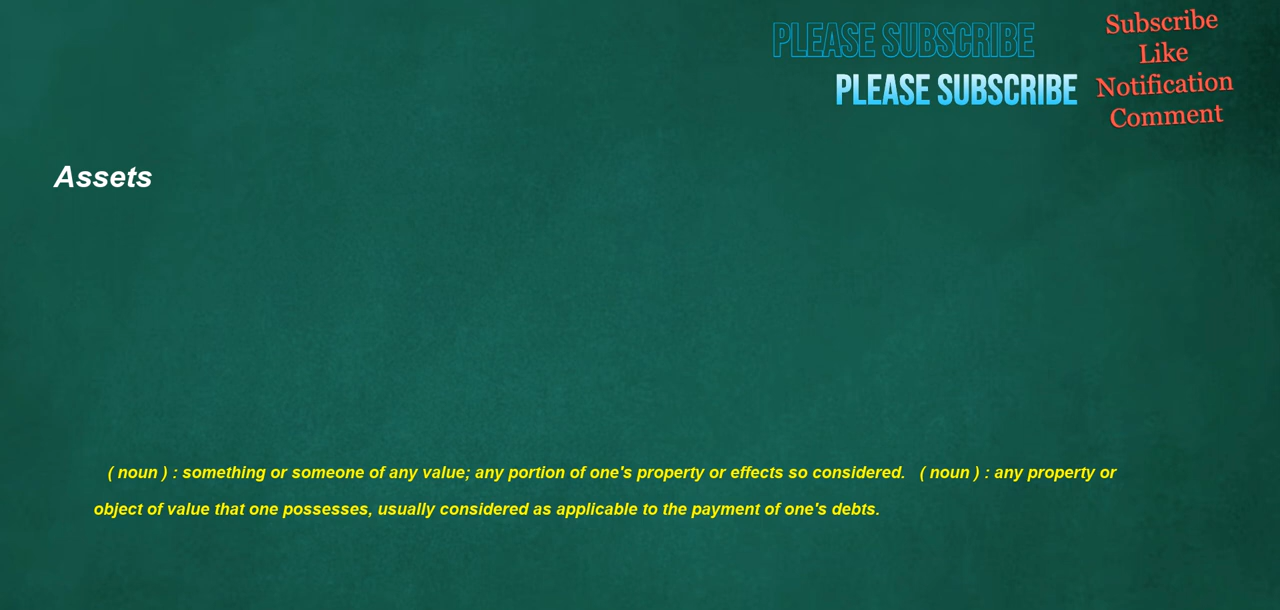 PLEASE SUBSCRIBE
PLEASE SUBSCRIBE
Subscribe
Like
Notification
Comment
Assets
( noun ) : something or someone of any value; any portion of one's property or effects so considered.   ( noun ) : any property or
object of value that one possesses, usually considered as applicable to the payment of one's debts.